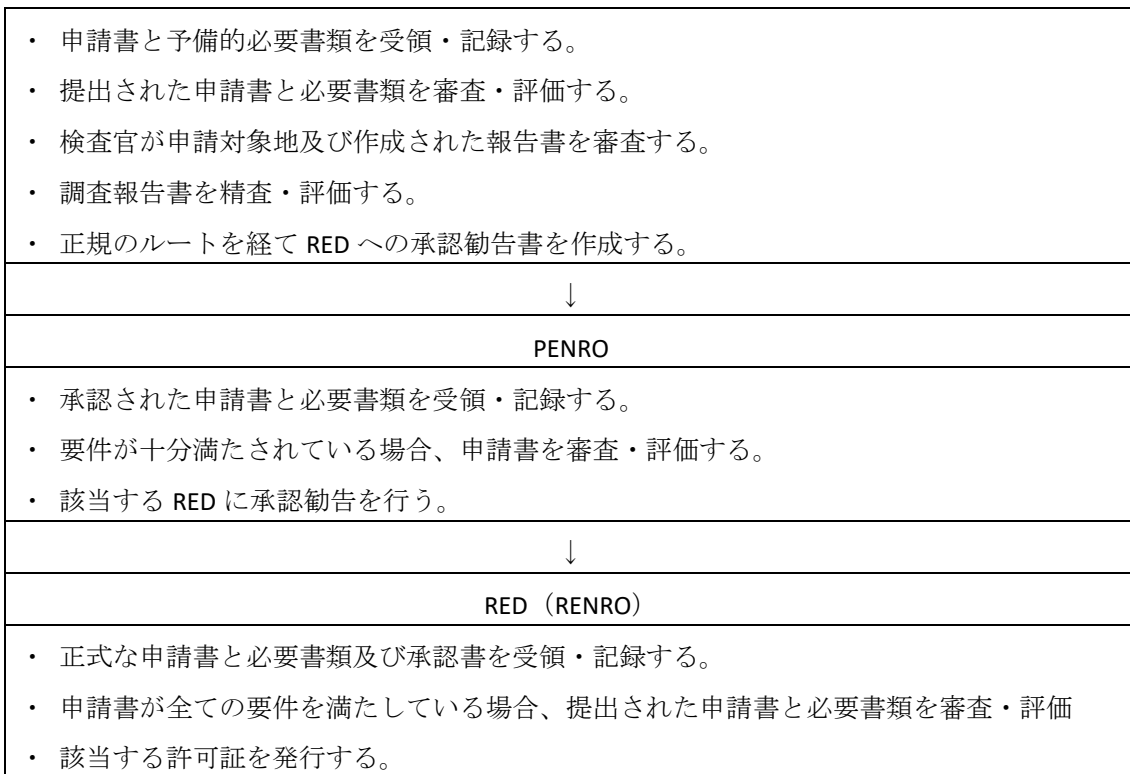 ・ 申請書と予備的必要書類を受領・記録する。
・ 提出された申請書と必要書類を審査・評価する。
・ 検査官が申請対象地及び作成された報告書を審査する。
・ 調査報告書を精査・評価する。
・ 正規のルートを経て RED への承認勧告書を作成する。
↓
PENRO
・ 承認された申請書と必要書類を受領・記録する。
・ 要件が十分満たされている場合、申請書を審査・評価する。
・ 該当する RED に承認勧告を行う。
↓
RED（RENRO）
・ 正式な申請書と必要書類及び承認書を受領・記録する。
・ 申請書が全ての要件を満たしている場合、提出された申請書と必要書類を審査・評価
・ 該当する許可証を発行する。